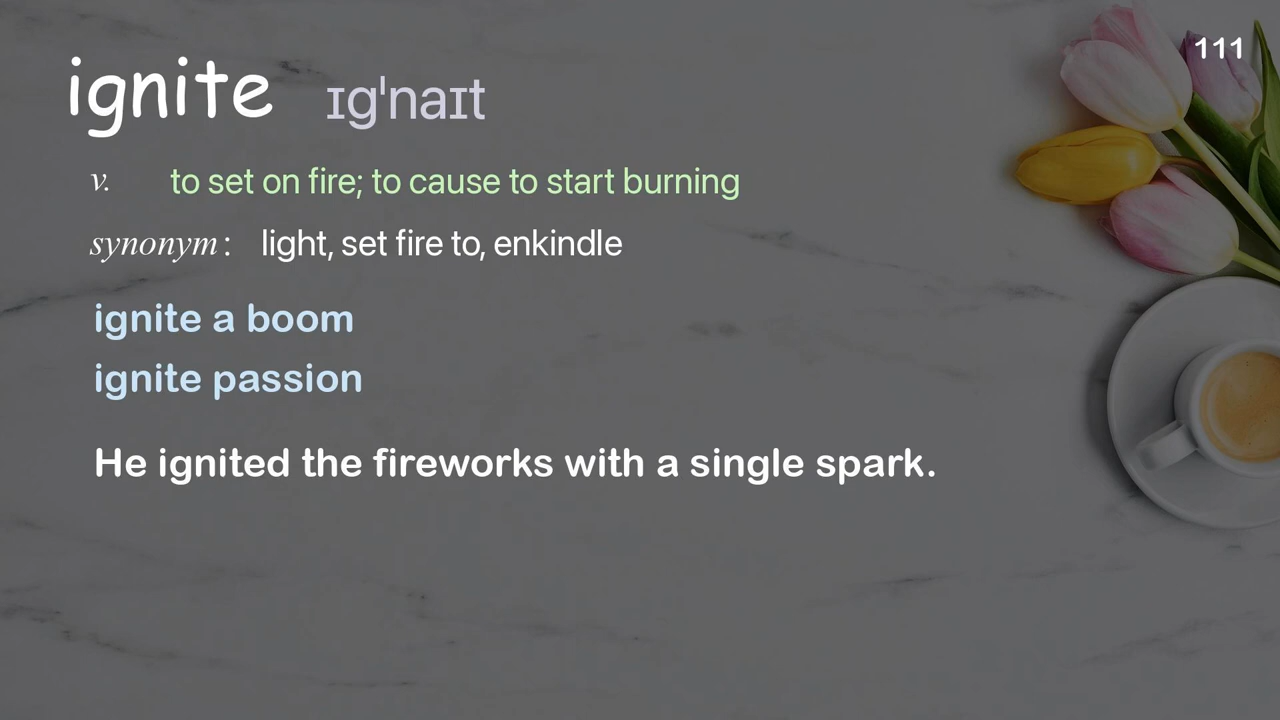 111
ignite ɪgˈnaɪt
v. to set on fire; to cause to start burning
synonym: light, set fire to, enkindle
ignite a boom
ignite passion
He ignited the fireworks with a single spark.